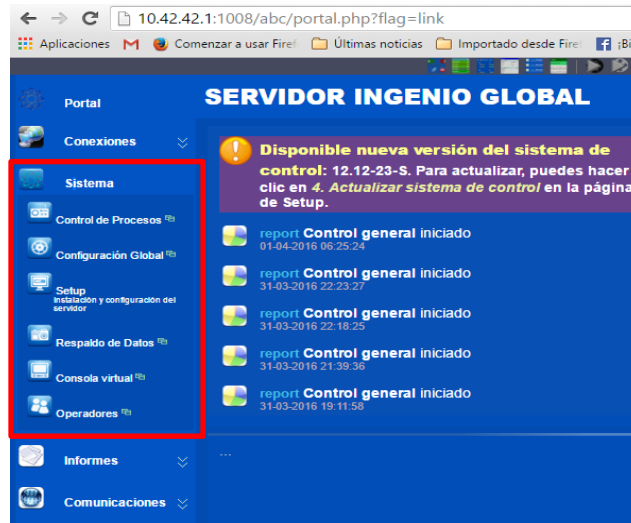 10.42.42.1:1008/abc/portal.php?flag=link
Aplicaciones
Comenzar a usar Firef
Últimas noticias
Importado desde Fire
¡Bi
Portal
Conexiones
Sistema
Control de Procesos
Configuración Global
Setup
Instalación y configuración del
servidor
Respaldo de Datos
Consola virtual
Operadores
Informes
Comunicaciones
SERVIDOR INGENIO GLOBAL
Disponible nueva versión del sistema de
control: 12.12-23-S. Para actualizar, puedes hacer
clic en 4. Actualizar sistema de control en la página
de Setup.
report Control general iniciado
01-04-2016 06:25:24
report Control general iniciado
31-03-2016 22:23:27
report Control general iniciado
31-03-2016 22:18:25
report Control general iniciado
31-03-2016 21:39:36
report Control general iniciado
31-03-2016 19:11:58
...